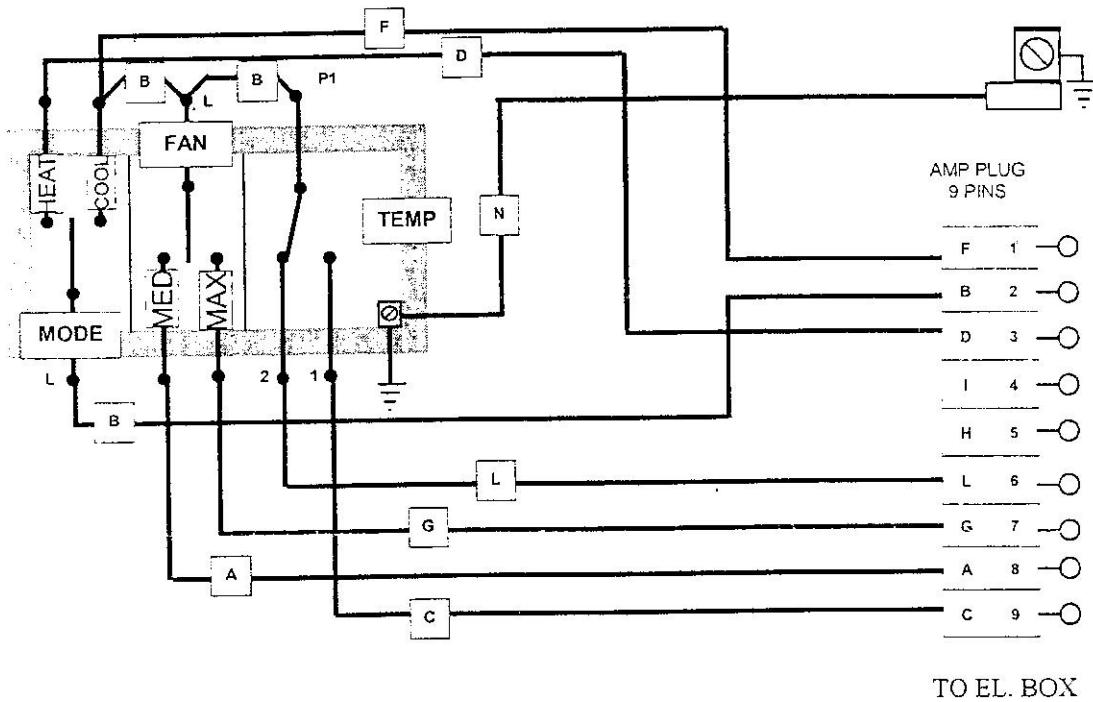 F
D
B
B
P1
L
FAN
HEAT
COOL
TEMP
N
MED
MAX
MODE
L
2
1
B
L
G
A
C
AMP PLUG
9 PINS
F 1
B 2
D 3
I 4
H 5
L 6
G 7
A 8
C 9
TO EL. BOX